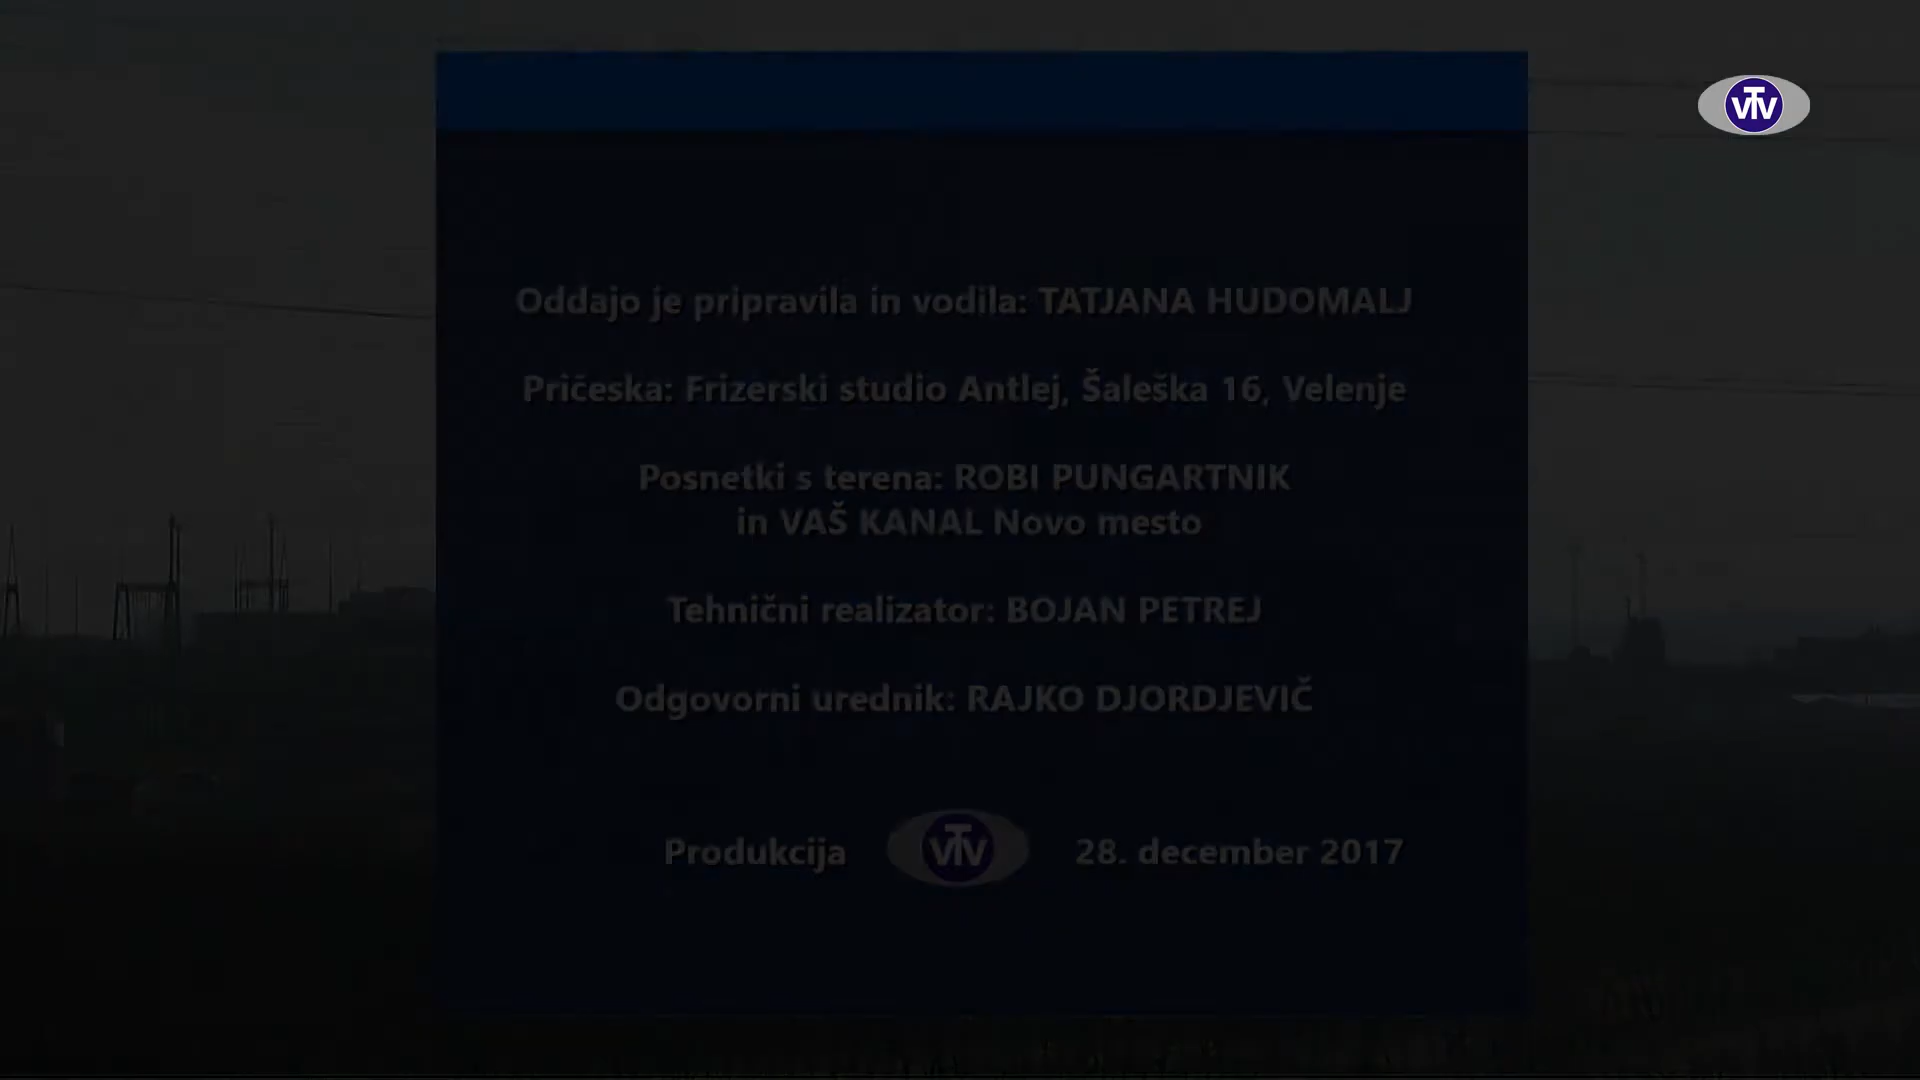 VTV
Oddajo je pripravila in vodila: TATJANA HUDOMALJ
Pričeska: Frizerski studio Antlej, Šaleška 16, Velenje
Posnetki s terena: ROBI PUNGARTNIK
in VAŠ KANAL Novo mesto
Tehnični realizator: BOJAN PETREJ
Odgovorni urednik: RAJKO DJORDJEVIČ
Produkcija VTV 28. december 2017